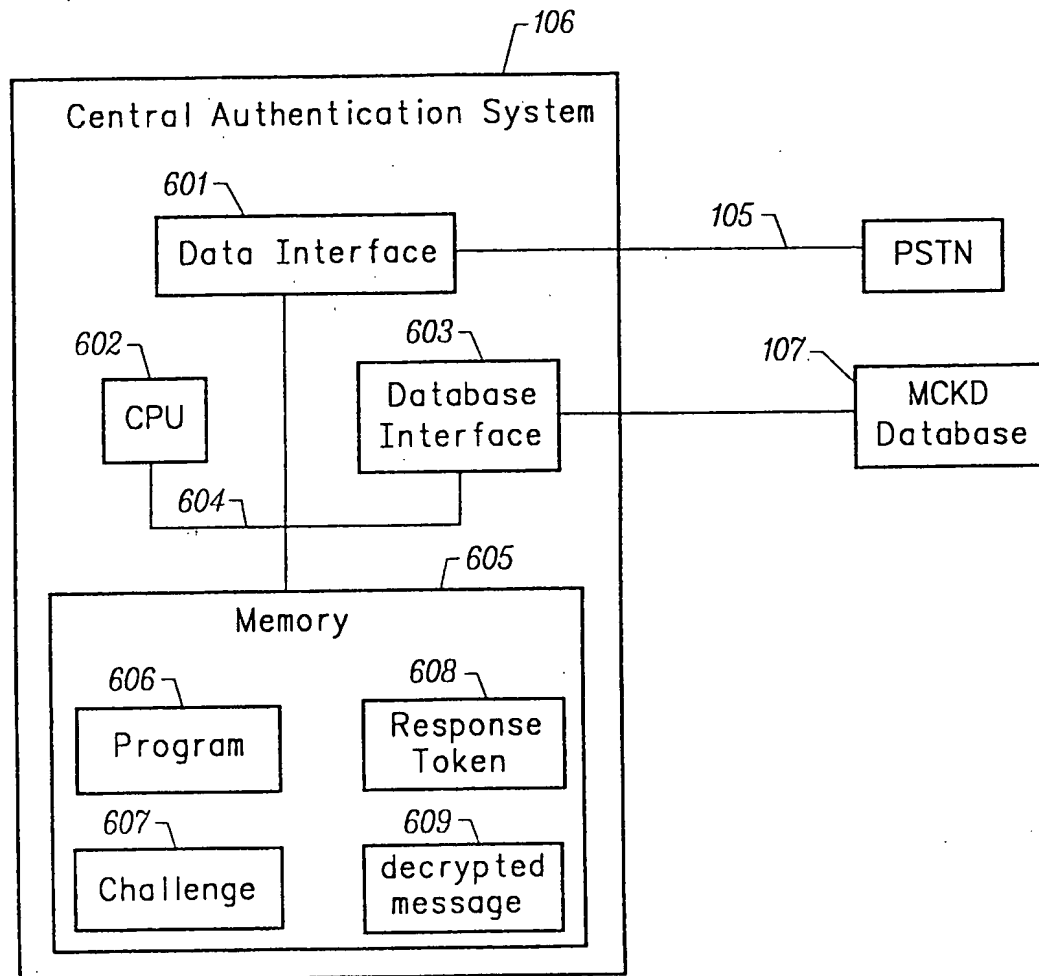 106
Central Authentication System
601
Data Interface
105
PSTN
602
CPU
603
Database
Interface
107
MCKD
Database
604
605
Memory
606
Program
608
Response
Token
607
Challenge
609
decrypted
message